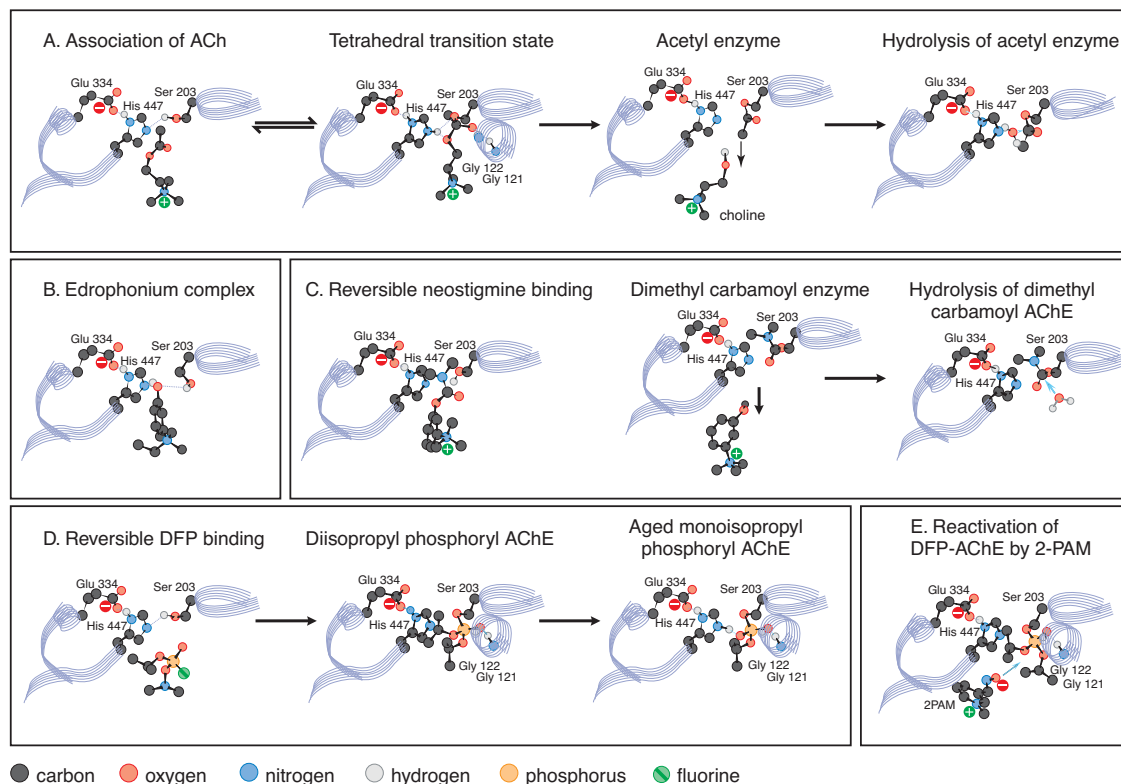 A. Association of ACh
Tetrahedral transition state
Acetyl enzyme
Hydrolysis of acetyl enzyme
Glu 334
His 447
Ser 203
Glu 334
His 447
Ser 203
Gly 122
Gly 121
Glu 334
His 447
Ser 203
choline
Glu 334
His 447
Ser 203
B. Edrophonium complex
Glu 334
His 447
Ser 203
C. Reversible neostigmine binding
Dimethyl carbamoyl enzyme
Hydrolysis of dimethyl
carbamoyl AChE
Glu 334
His 447
Ser 203
Glu 334
His 447
Ser 203
Glu 334
His 447
Ser 203
D. Reversible DFP binding
Diisopropyl phosphoryl AChE
Aged monoisopropyl
phosphoryl AChE
Glu 334
His 447
Ser 203
Glu 334
His 447
Ser 203
Gly 122
Gly 121
Glu 334
His 447
Ser 203
Gly 122
Gly 121
E. Reactivation of
DFP-AChE by 2-PAM
Glu 334
His 447
Ser 203
Gly 122
Gly 121
2PAM
carbon
oxygen
nitrogen
hydrogen
phosphorus
fluorine